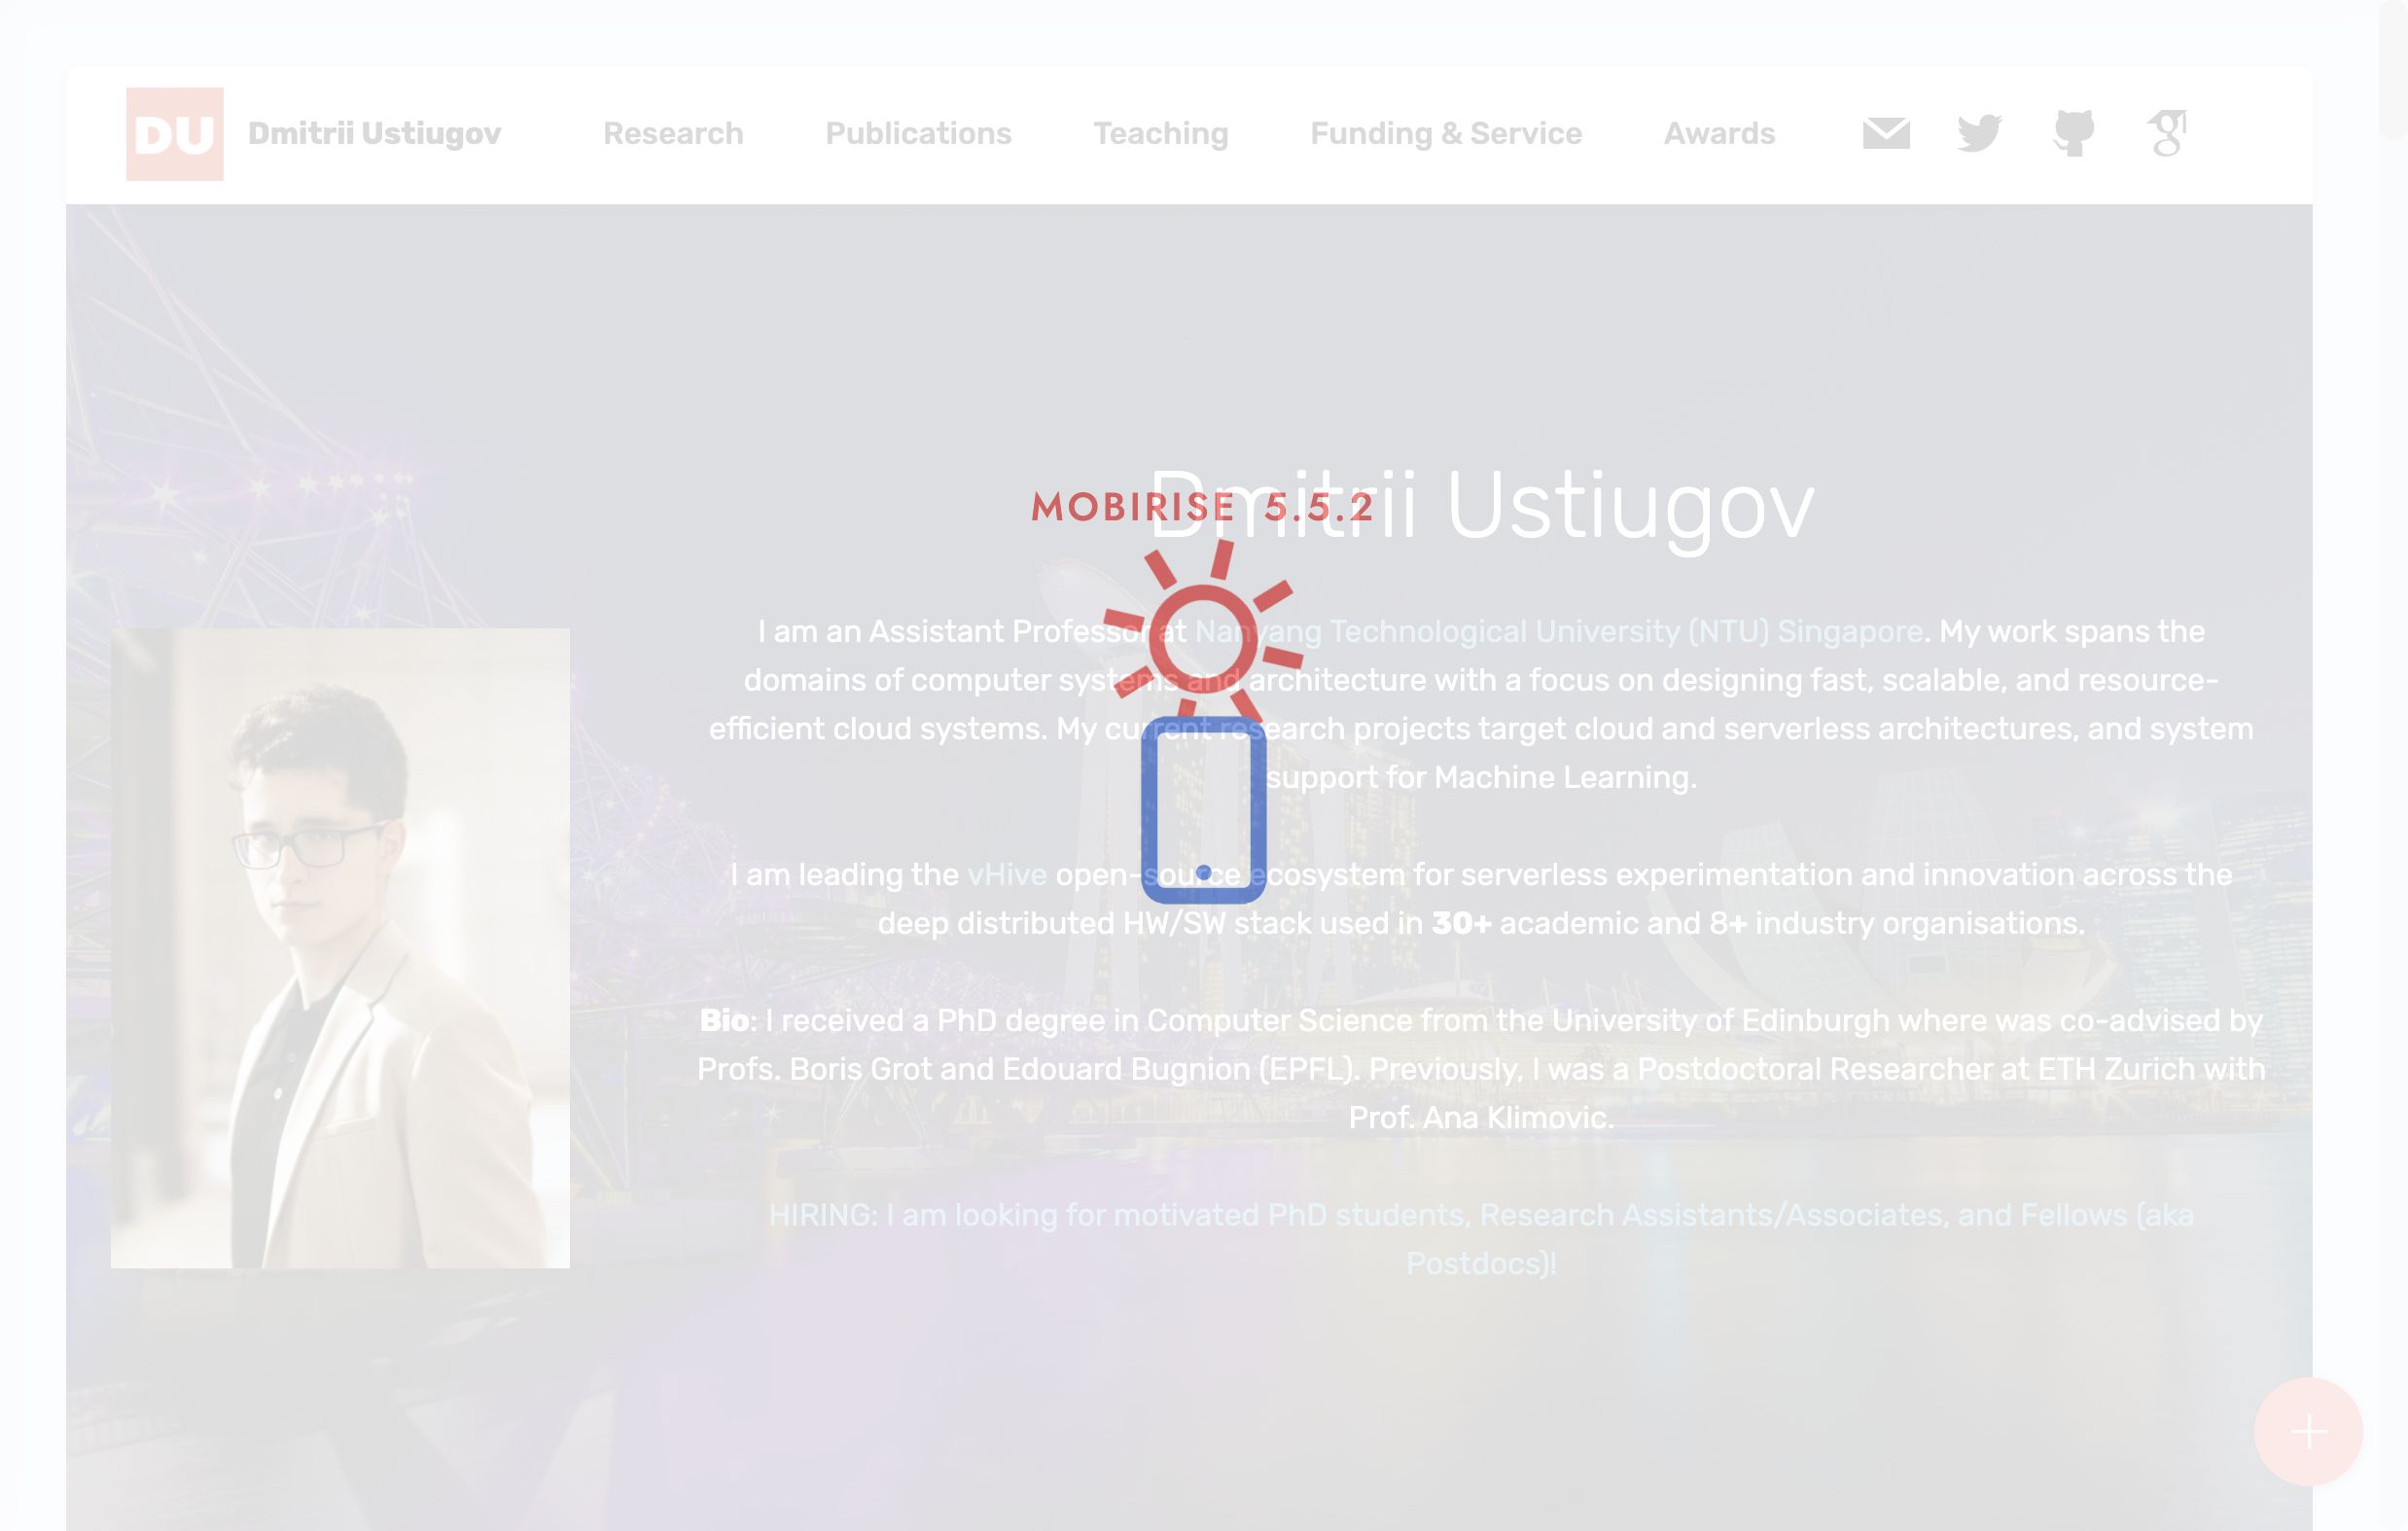 DU Dmitrii Ustiugov Research Publications Teaching Funding & Service Awards
Dmitrii Ustiugov
MOBIRISE 5.5.2
I am an Assistant Professor at Nanyang Technological University (NTU) Singapore. My work spans the
domains of computer systems and architecture with a focus on designing fast, scalable, and resource-
efficient cloud systems. My current research projects target cloud and serverless architectures, and system
support for Machine Learning.
I am leading the vHive open-source ecosystem for serverless experimentation and innovation across the
deep distributed HW/SW stack used in 30+ academic and 8+ industry organisations.
Bio: I received a PhD degree in Computer Science from the University of Edinburgh where was co-advised by
Profs. Boris Grot and Edouard Bugnion (EPFL). Previously, I was a Postdoctoral Researcher at ETH Zurich with
Prof. Ana Klimovic.
HIRING: I am looking for motivated PhD students, Research Assistants/Associates, and Fellows (aka
Postdocs)!